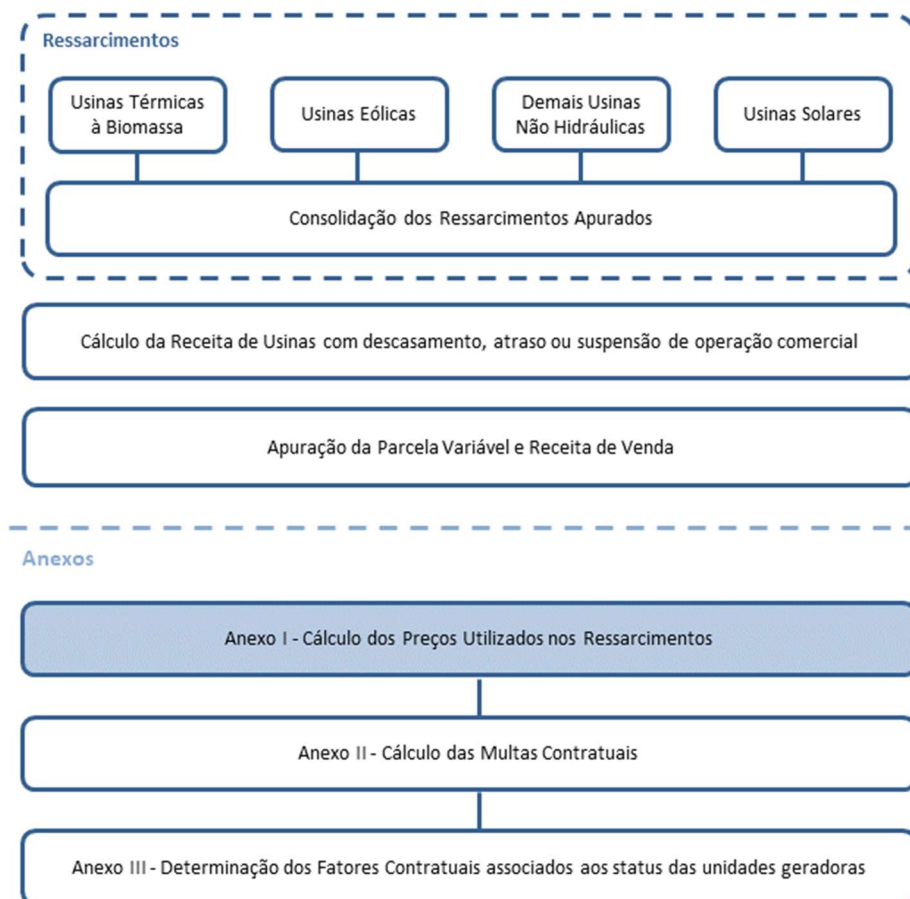 Ressarcimentos
Usinas Térmicas
à Biomassa
Usinas Eólicas
Demais Usinas
Não Hidráulicas
Usinas Solares
Consolidação dos Ressarcimentos Apurados
Cálculo da Receita de Usinas com descasamento, atraso ou suspensão de operação comercial
Apuração da Parcela Variável e Receita de Venda
Anexos
Anexo I - Cálculo dos Preços Utilizados nos Ressarcimentos
Anexo II - Cálculo das Multas Contratuais
Anexo III - Determinação dos Fatores Contratuais associados aos status das unidades geradoras